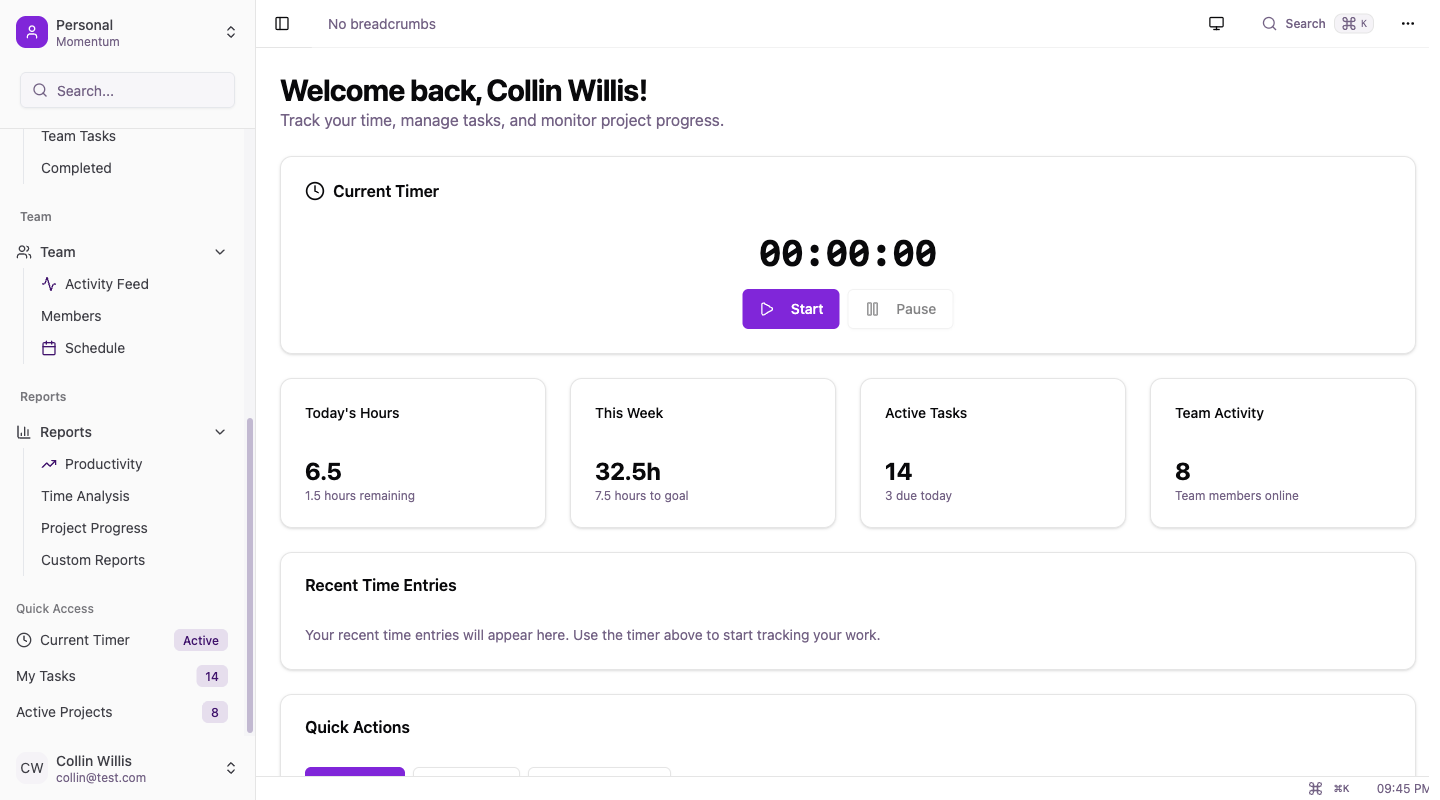 Personal
Momentum
Search...
Team Tasks
Completed
Team
Team
Activity Feed
Members
Schedule
Reports
Reports
Productivity
Time Analysis
Project Progress
Custom Reports
Quick Access
Current Timer Active
My Tasks 14
Active Projects 8
CW Collin Willis
collin@test.com
No breadcrumbs
Search ⌘ K
Welcome back, Collin Willis!
Track your time, manage tasks, and monitor project progress.
Current Timer
00:00:00
Start Pause
Today's Hours
6.5
1.5 hours remaining
This Week
32.5h
7.5 hours to goal
Active Tasks
14
3 due today
Team Activity
8
Team members online
Recent Time Entries
Your recent time entries will appear here. Use the timer above to start tracking your work.
Quick Actions
⌘ ⌘K 09:45 PM